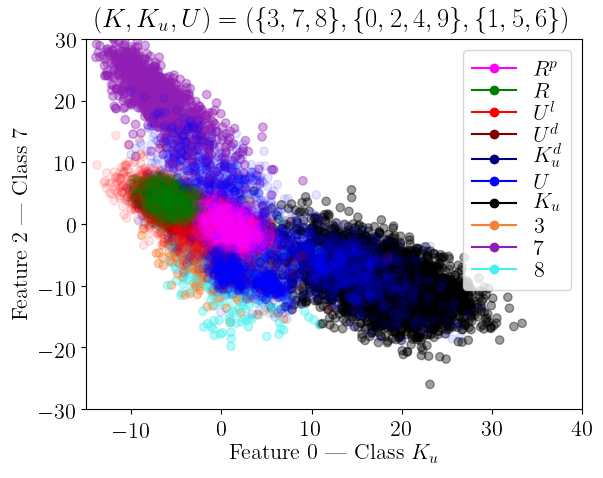 (K, K_u, U) = ({3, 7, 8}, {0, 2, 4, 9}, {1, 5, 6})
30
20
10
0
−10
−20
−30
Feature 2 — Class 7
−10
0
10
20
30
40
Feature 0 — Class K_u
R^p
R
U^l
U^d
K_u^d
U
K_u
3
7
8